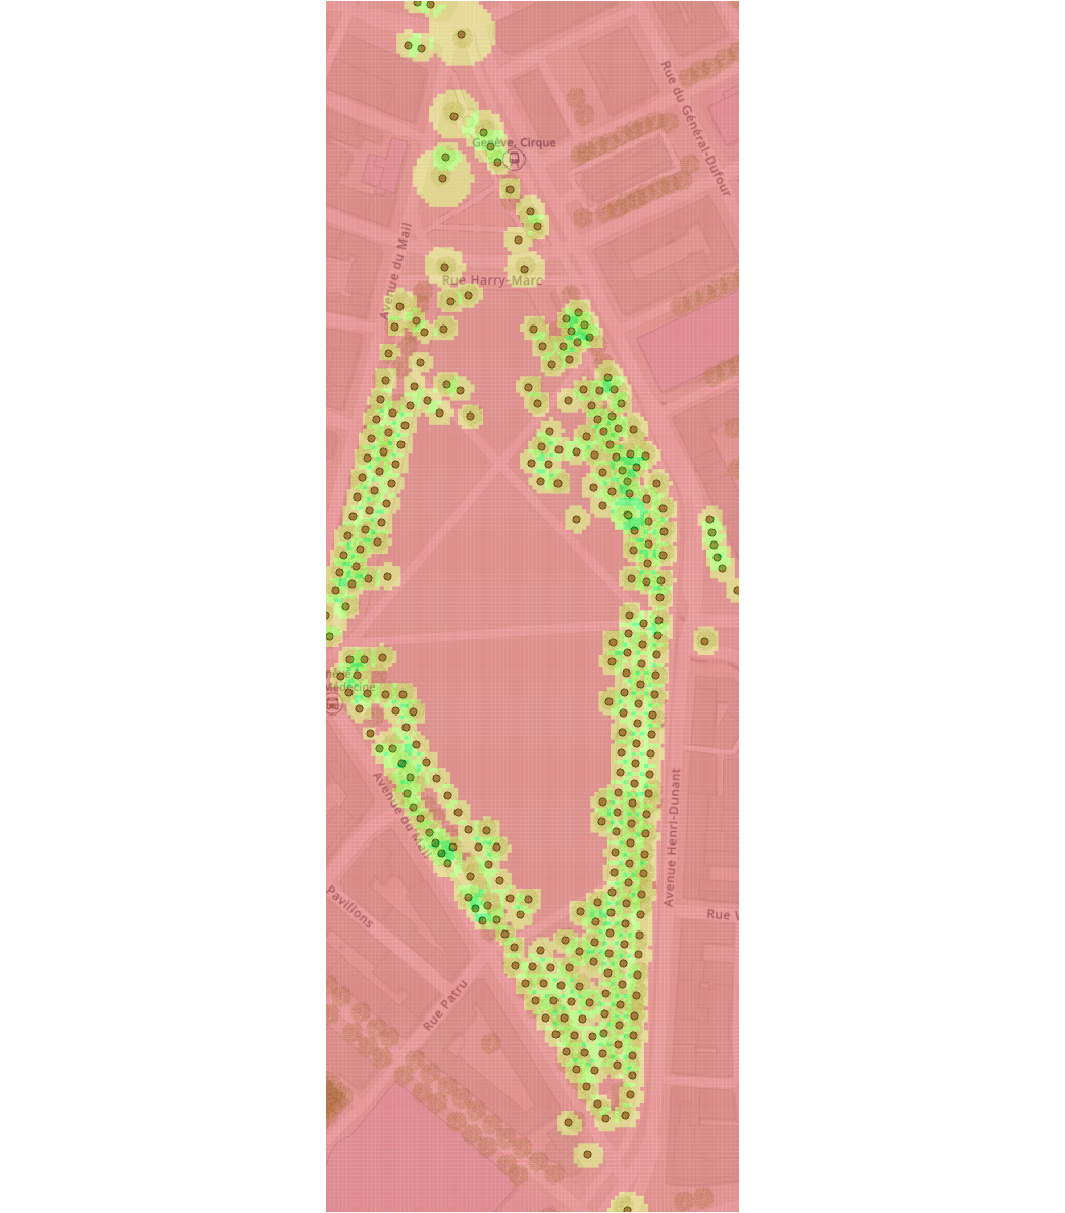 Rue du Général-Dufour
Genève, Cirque
Avenue du Mail
Rue Harry-Marc
Médecine
Avenue du Mail
Avenue Henri-Dunant
Pavillons
Rue
Rue Patru